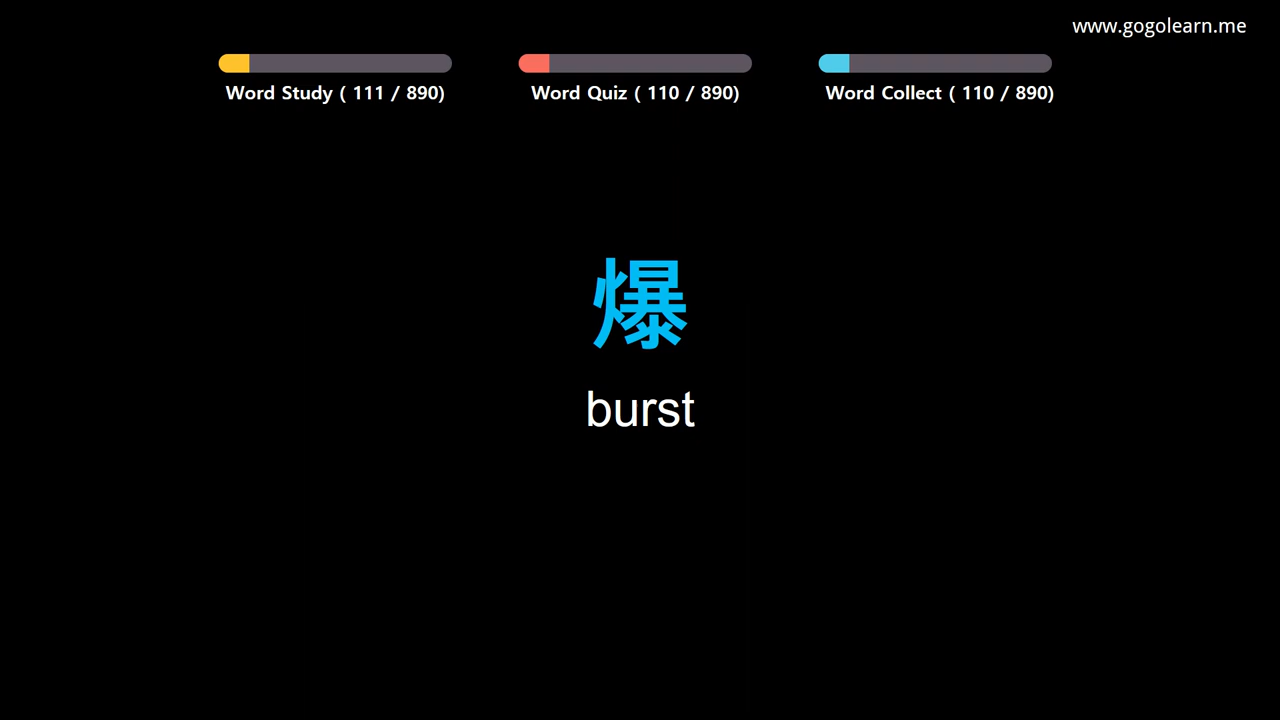 www.gogolearn.me
Word Study ( 111 / 890)
Word Quiz ( 110 / 890)
Word Collect ( 110 / 890)
爆
burst